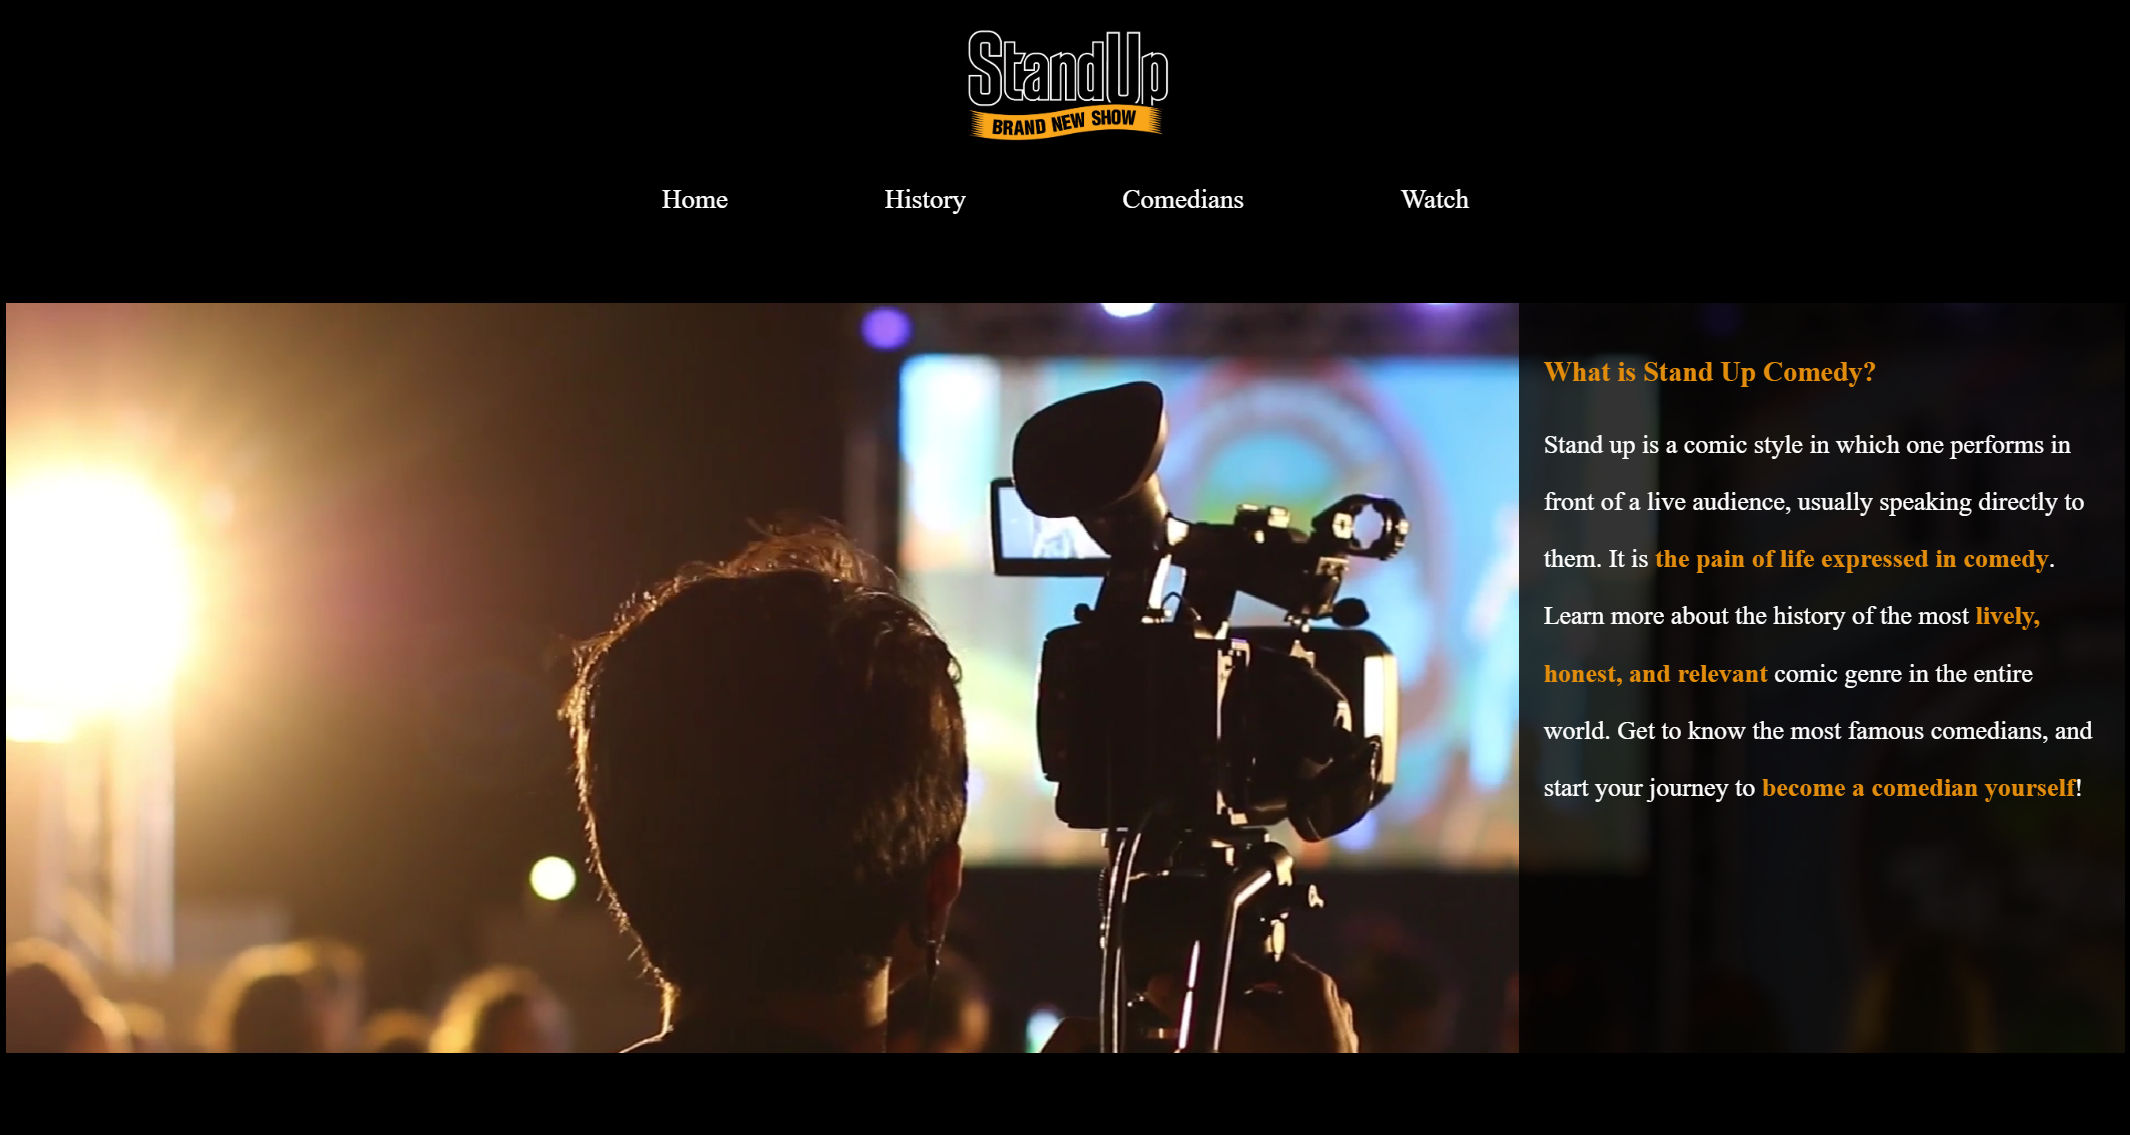 StandUp
BRAND NEW SHOW
Home History Comedians Watch
What is Stand Up Comedy?
Stand up is a comic style in which one performs in
front of a live audience, usually speaking directly to
them. It is the pain of life expressed in comedy.
Learn more about the history of the most lively,
honest, and relevant comic genre in the entire
world. Get to know the most famous comedians, and
start your journey to become a comedian yourself!